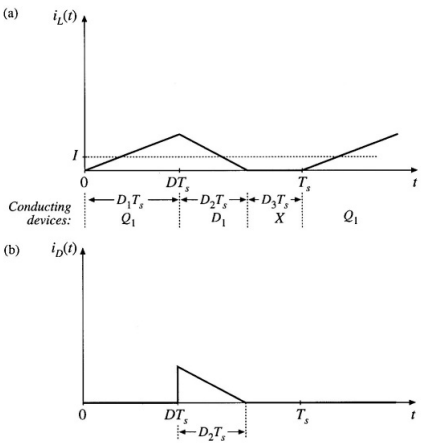 (a)
i_L(t)
I
0
DT_s
T_s
t
D_1T_s
D_2T_s
D_3T_s
Conducting
devices:
Q_1
D_1
X
Q_1
(b)
i_D(t)
0
DT_s
T_s
t
D_2T_s